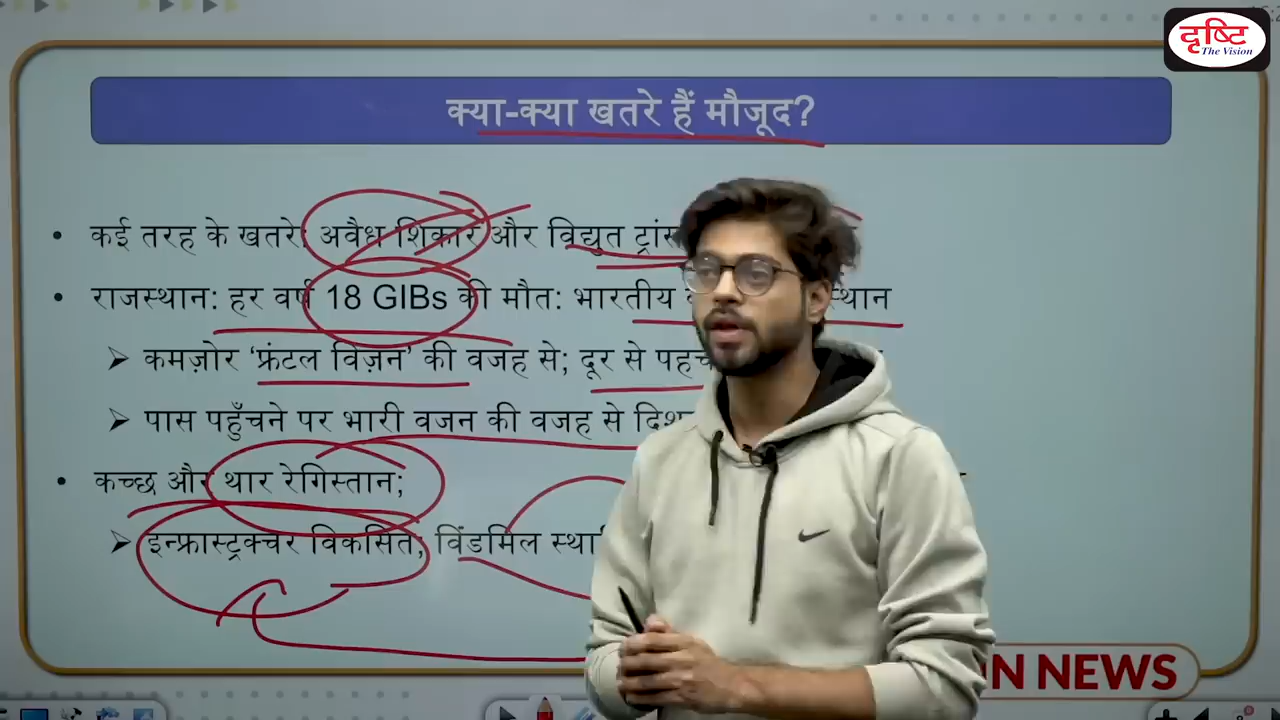 दृष्टि
The Vision
क्या-क्या खतरे हैं मौजूद?
• कई तरह के खतरे: अवैध शिकार और विद्युत
• राजस्थान: हर वर्ष 18 GIBs की मौत: भारतीय
➢ कमज़ोर ‘फ्रंटल विज़न’ की वजह से; दूर से
➢ पास पहुँचने पर भारी वजन की वजह से
• कच्छ और थार रेगिस्तान;
➢ इन्फ्रास्ट्रक्चर विकसित; विंडमिल
IN NEWS